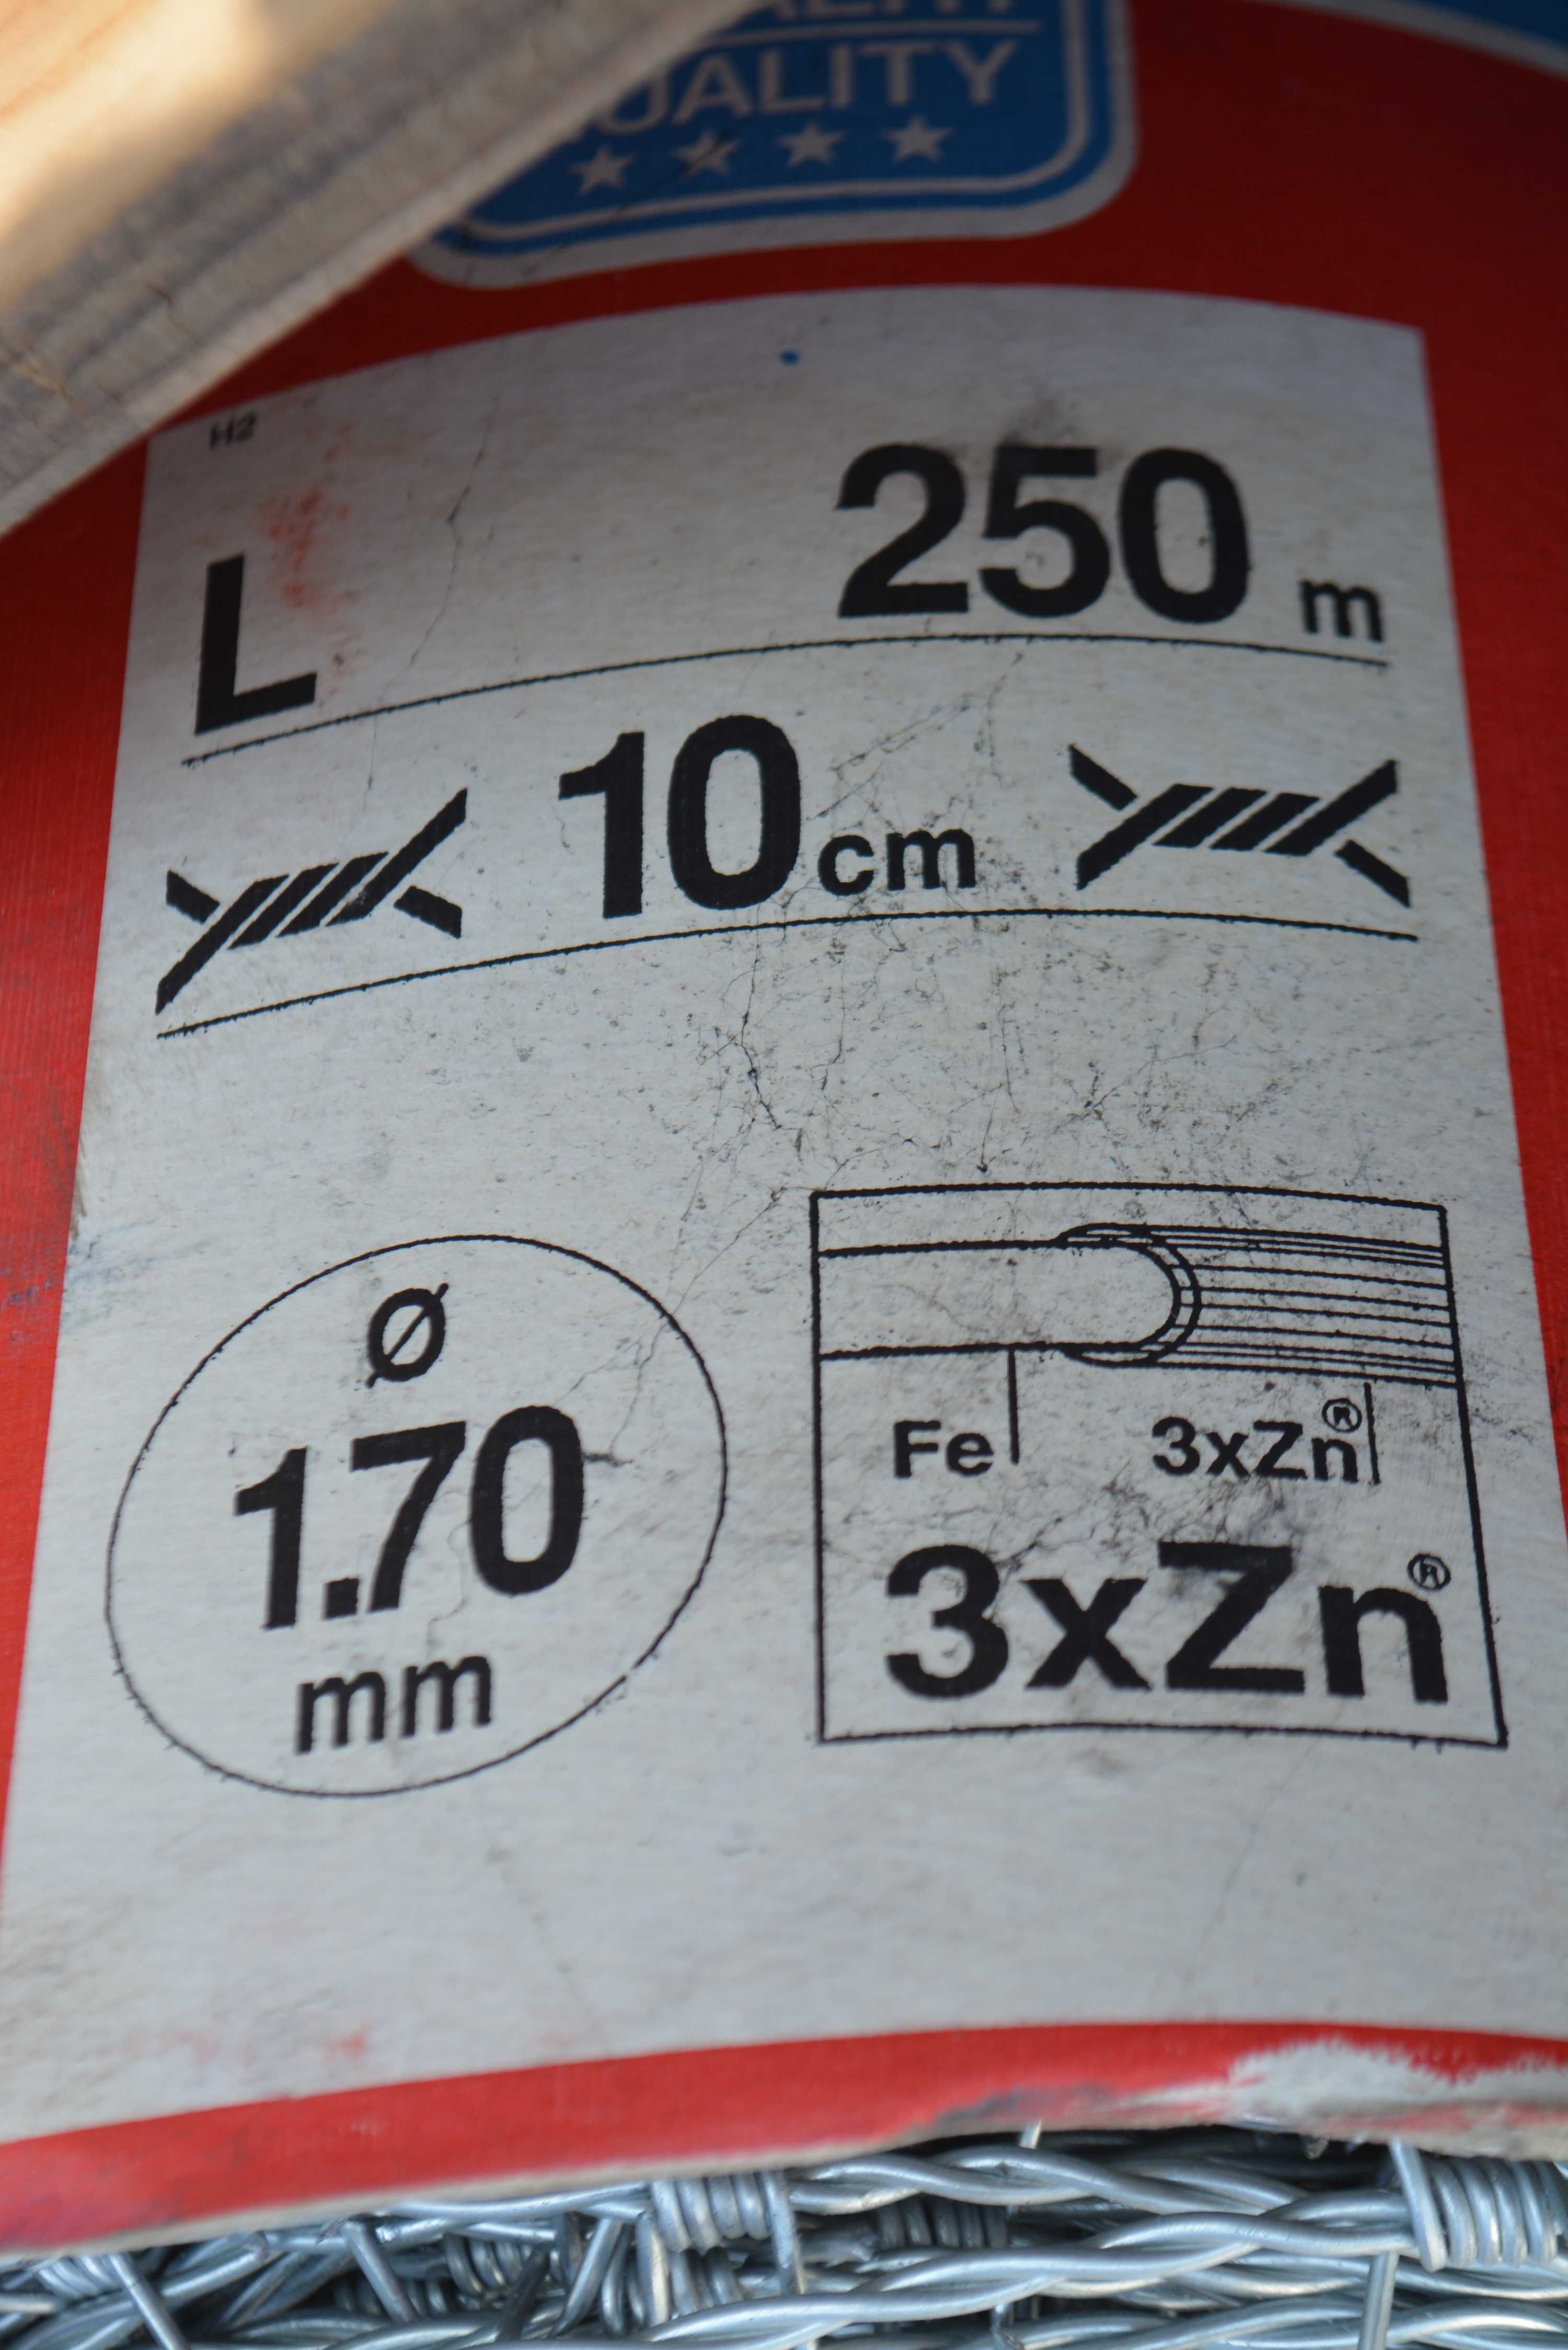 QUALITY
H2
L 250 m
10 cm
Ø
1.70
mm
Fe 3xZn®
3xZn®